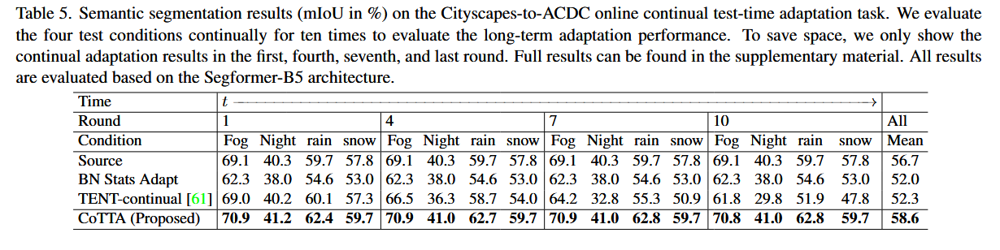 Table 5. Semantic segmentation results (mIoU in %) on the Cityscapes-to-ACDC online continual test-time adaptation task. We evaluate
the four test conditions continually for ten times to evaluate the long-term adaptation performance. To save space, we only show the
continual adaptation results in the first, fourth, seventh, and last round. Full results can be found in the supplementary material. All results
are evaluated based on the Segformer-B5 architecture.
Time t
Round 1 4 7 10 All
Condition Fog Night rain snow Fog Night rain snow Fog Night rain snow Fog Night rain snow Mean
Source 69.1 40.3 59.7 57.8 69.1 40.3 59.7 57.8 69.1 40.3 59.7 57.8 69.1 40.3 59.7 57.8 56.7
BN Stats Adapt 62.3 38.0 54.6 53.0 62.3 38.0 54.6 53.0 62.3 38.0 54.6 53.0 62.3 38.0 54.6 53.0 52.0
TENT-continual [61] 69.0 40.2 60.1 57.3 66.5 36.3 58.7 54.0 64.2 32.8 55.3 50.9 61.8 29.8 51.9 47.8 52.3
CoTTA (Proposed) 70.9 41.2 62.4 59.7 70.9 41.0 62.7 59.7 70.9 41.0 62.8 59.7 70.8 41.0 62.8 59.7 58.6